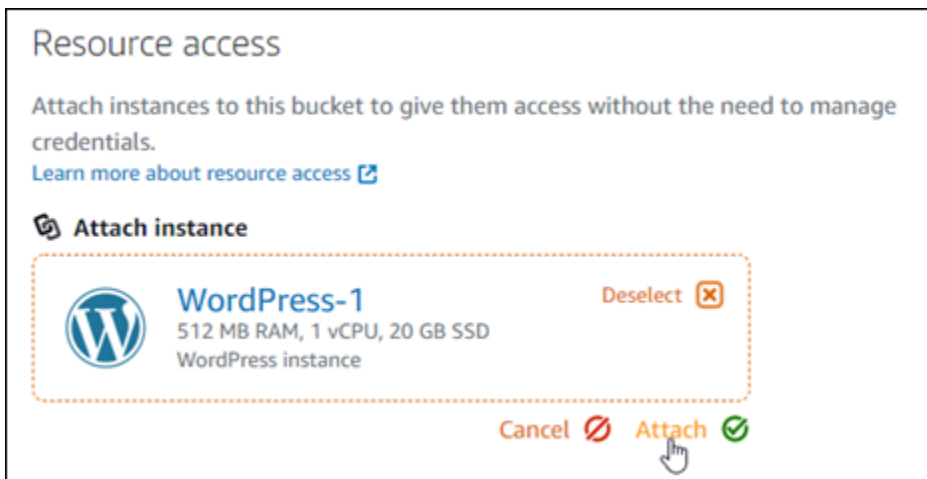 Resource access
Attach instances to this bucket to give them access without the need to manage
credentials.
Learn more about resource access
Attach instance
WordPress-1
Deselect
512 MB RAM, 1 vCPU, 20 GB SSD
WordPress instance
Cancel Attach